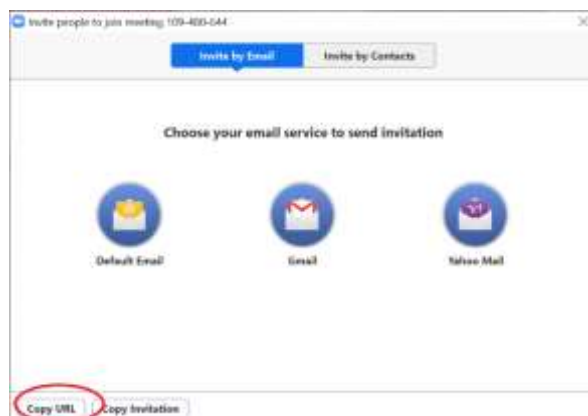 Invite people to join meeting 109-400-644
Invite by Email Invite by Contacts
Choose your email service to send invitation
Default Email Gmail Yahoo Mail
Copy URL Copy Invitation